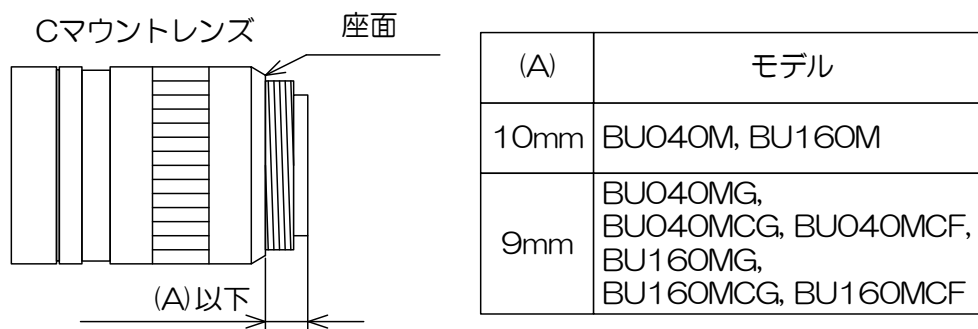 Cマウントレンズ
座面
(A)以下
(A)
モデル
10mm
BU040M, BU160M
9mm
BU040MG,
BU040MCG, BU040MCF,
BU160MG,
BU160MCG, BU160MCF